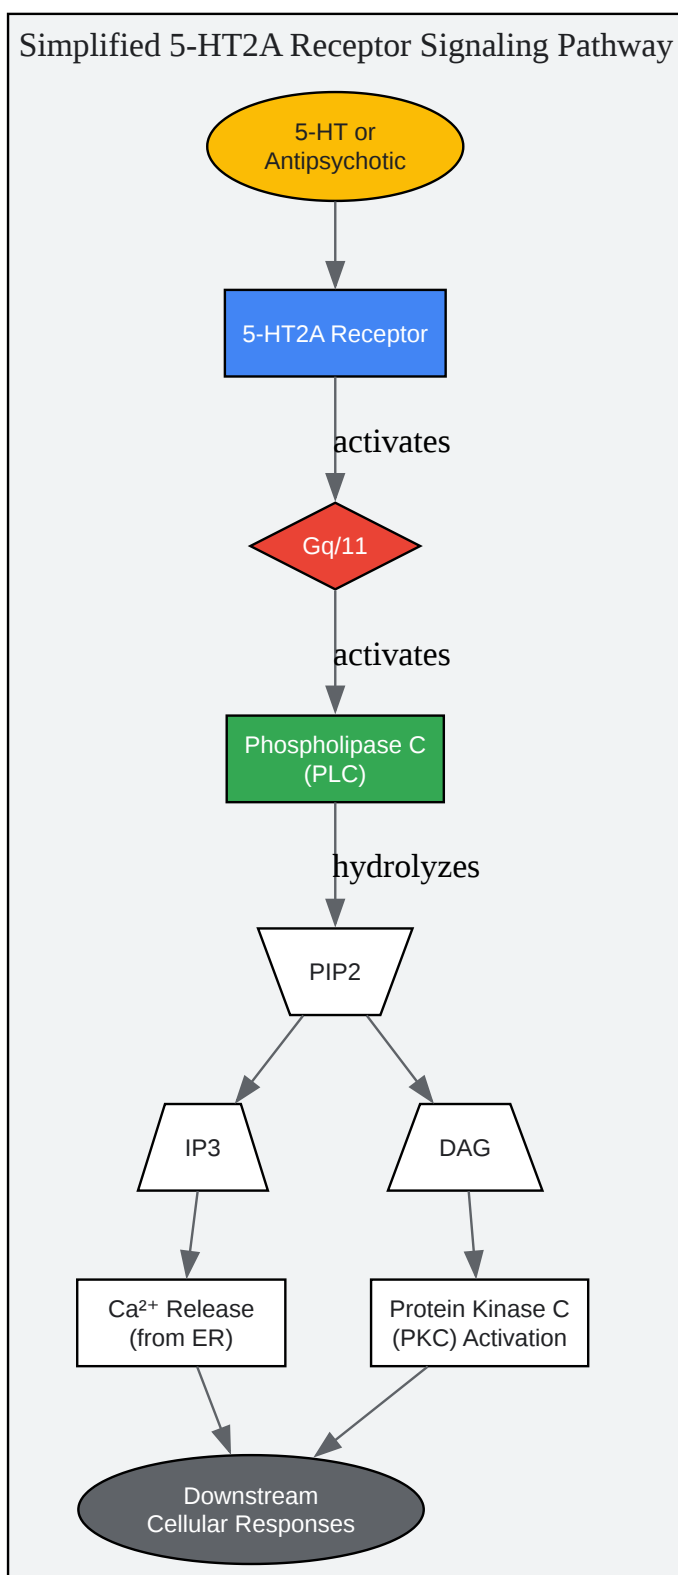 Simplified 5-HT2A Receptor Signaling Pathway
5-HT or
Antipsychotic
5-HT2A Receptor
activates
Gq/11
activates
Phospholipase C
(PLC)
hydrolyzes
PIP2
IP3
DAG
Ca²⁺ Release
(from ER)
Protein Kinase C
(PKC) Activation
Downstream
Cellular Responses